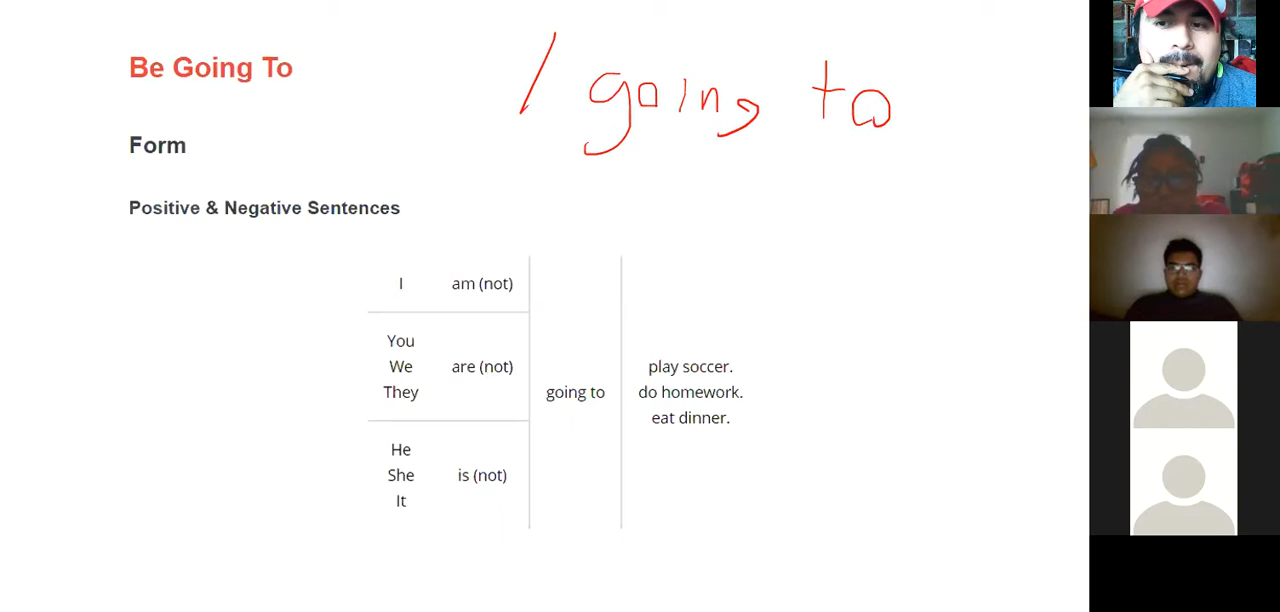 Be Going To
I going to
Form
Positive & Negative Sentences
I am (not)
You
We are (not)
They
going to
play soccer.
do homework.
eat dinner.
He
She is (not)
It